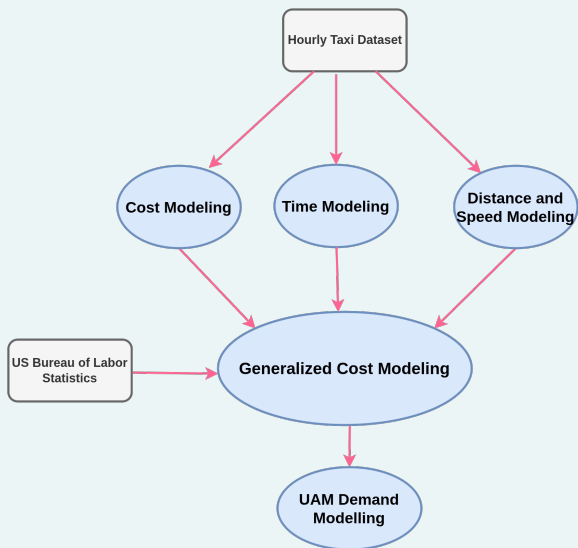 Hourly Taxi Dataset
Cost Modeling
Time Modeling
Distance and
Speed Modeling
US Bureau of Labor
Statistics
Generalized Cost Modeling
UAM Demand
Modelling